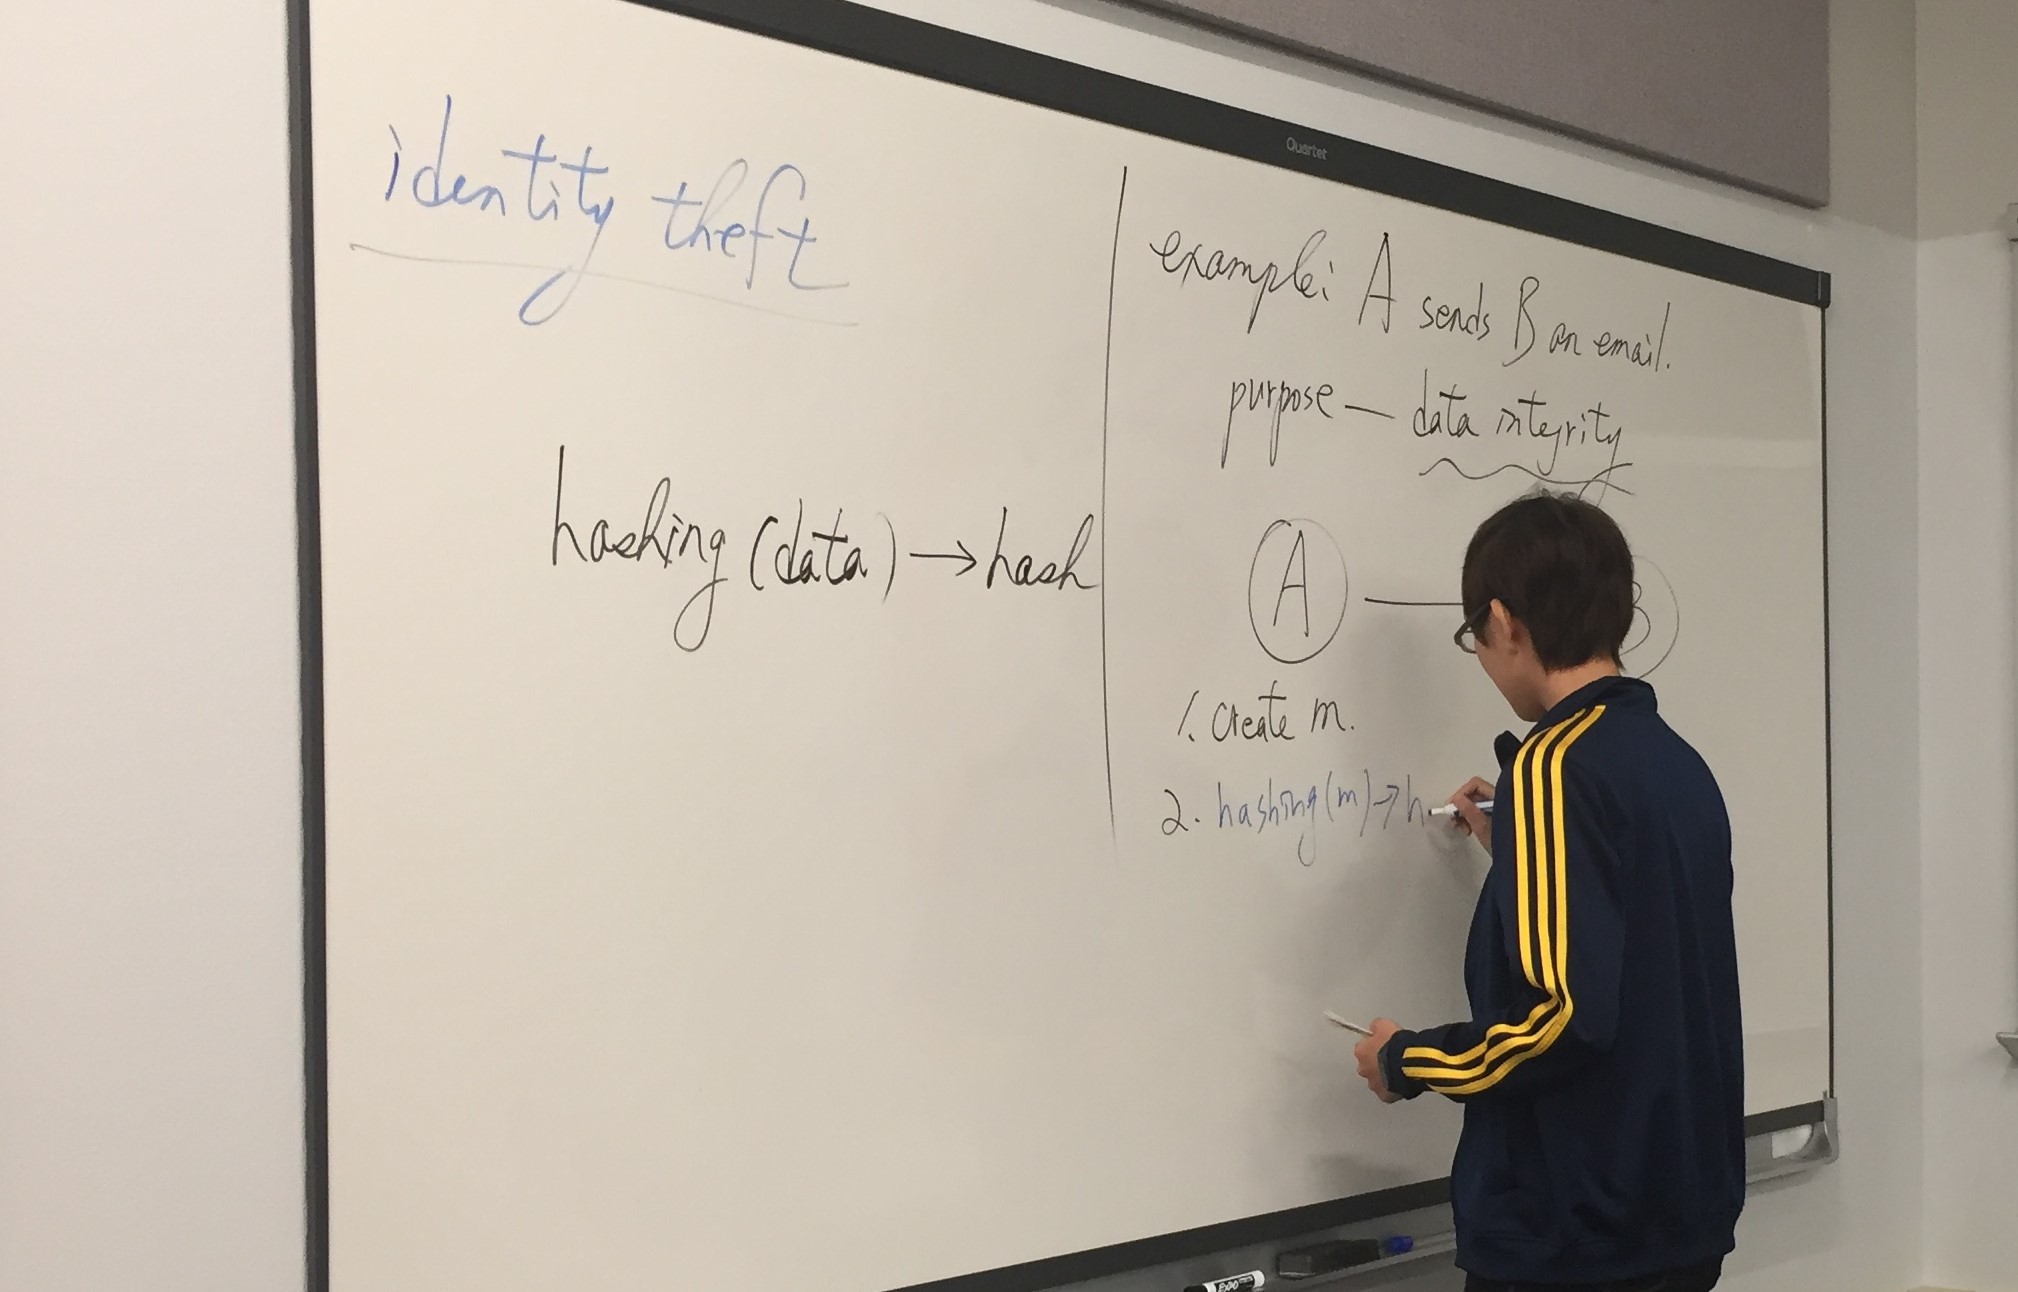 identity theft
hashing (data) → hash
Quartet
example: A sends B an email.
purpose — data integrity
A
B
1. create m.
2. hashing (m) → h
EXPO